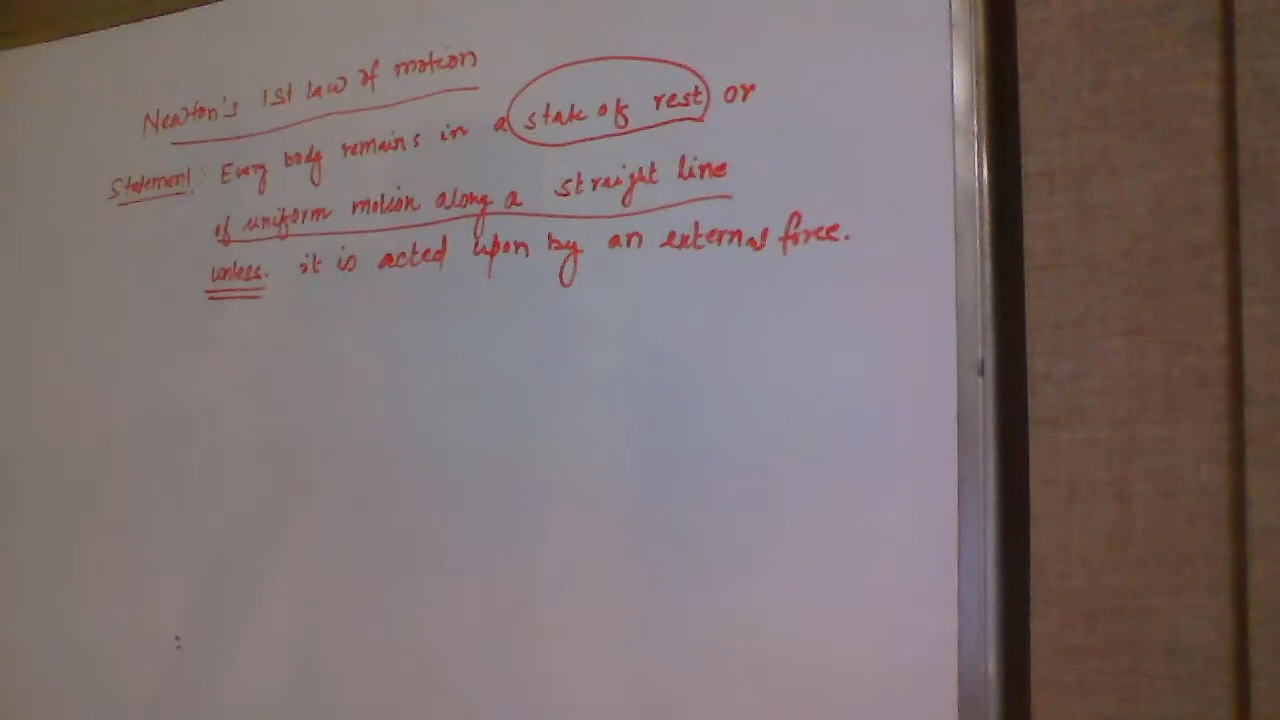 Newton's 1st law of motion
Statement: Every body remains in a state of rest or
of uniform motion along a straight line
unless. it is acted upon by an external force.